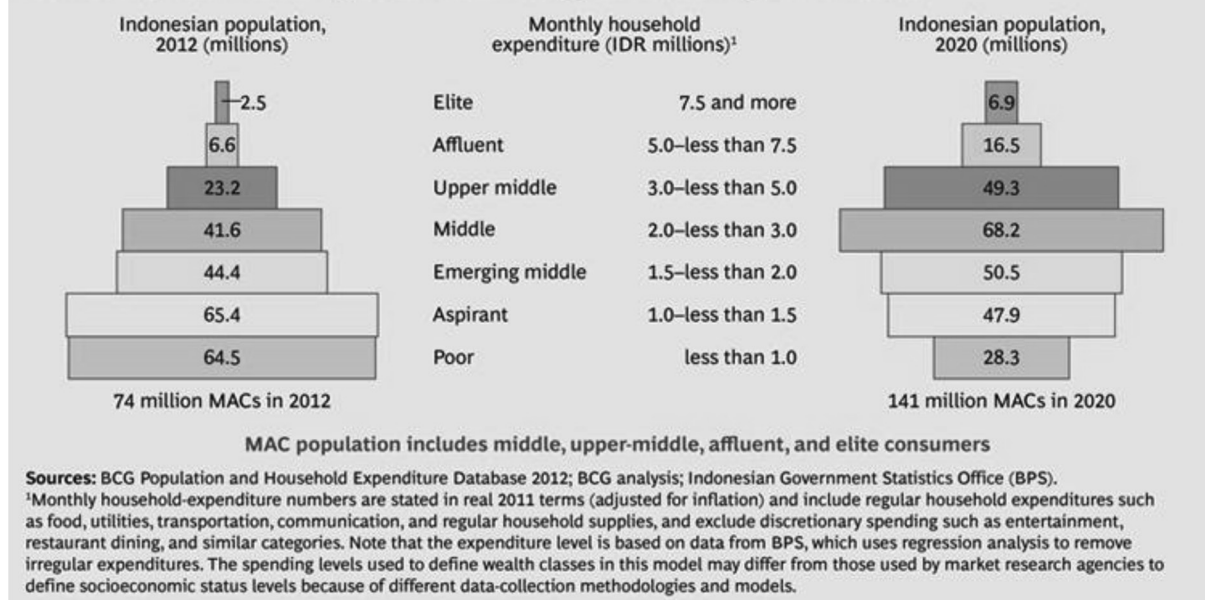 Indonesian population,
2012 (millions)
Monthly household
expenditure (IDR millions)¹
Indonesian population,
2020 (millions)
2.5 Elite 7.5 and more 6.9
6.6 Affluent 5.0–less than 7.5 16.5
23.2 Upper middle 3.0–less than 5.0 49.3
41.6 Middle 2.0–less than 3.0 68.2
44.4 Emerging middle 1.5–less than 2.0 50.5
65.4 Aspirant 1.0–less than 1.5 47.9
64.5 Poor less than 1.0 28.3
74 million MACs in 2012 141 million MACs in 2020
MAC population includes middle, upper-middle, affluent, and elite consumers
Sources: BCG Population and Household Expenditure Database 2012; BCG analysis; Indonesian Government Statistics Office (BPS).
¹Monthly household-expenditure numbers are stated in real 2011 terms (adjusted for inflation) and include regular household expenditures such
as food, utilities, transportation, communication, and regular household supplies, and exclude discretionary spending such as entertainment,
restaurant dining, and similar categories. Note that the expenditure level is based on data from BPS, which uses regression analysis to remove
irregular expenditures. The spending levels used to define wealth classes in this model may differ from those used by market research agencies to
define socioeconomic status levels because of different data-collection methodologies and models.